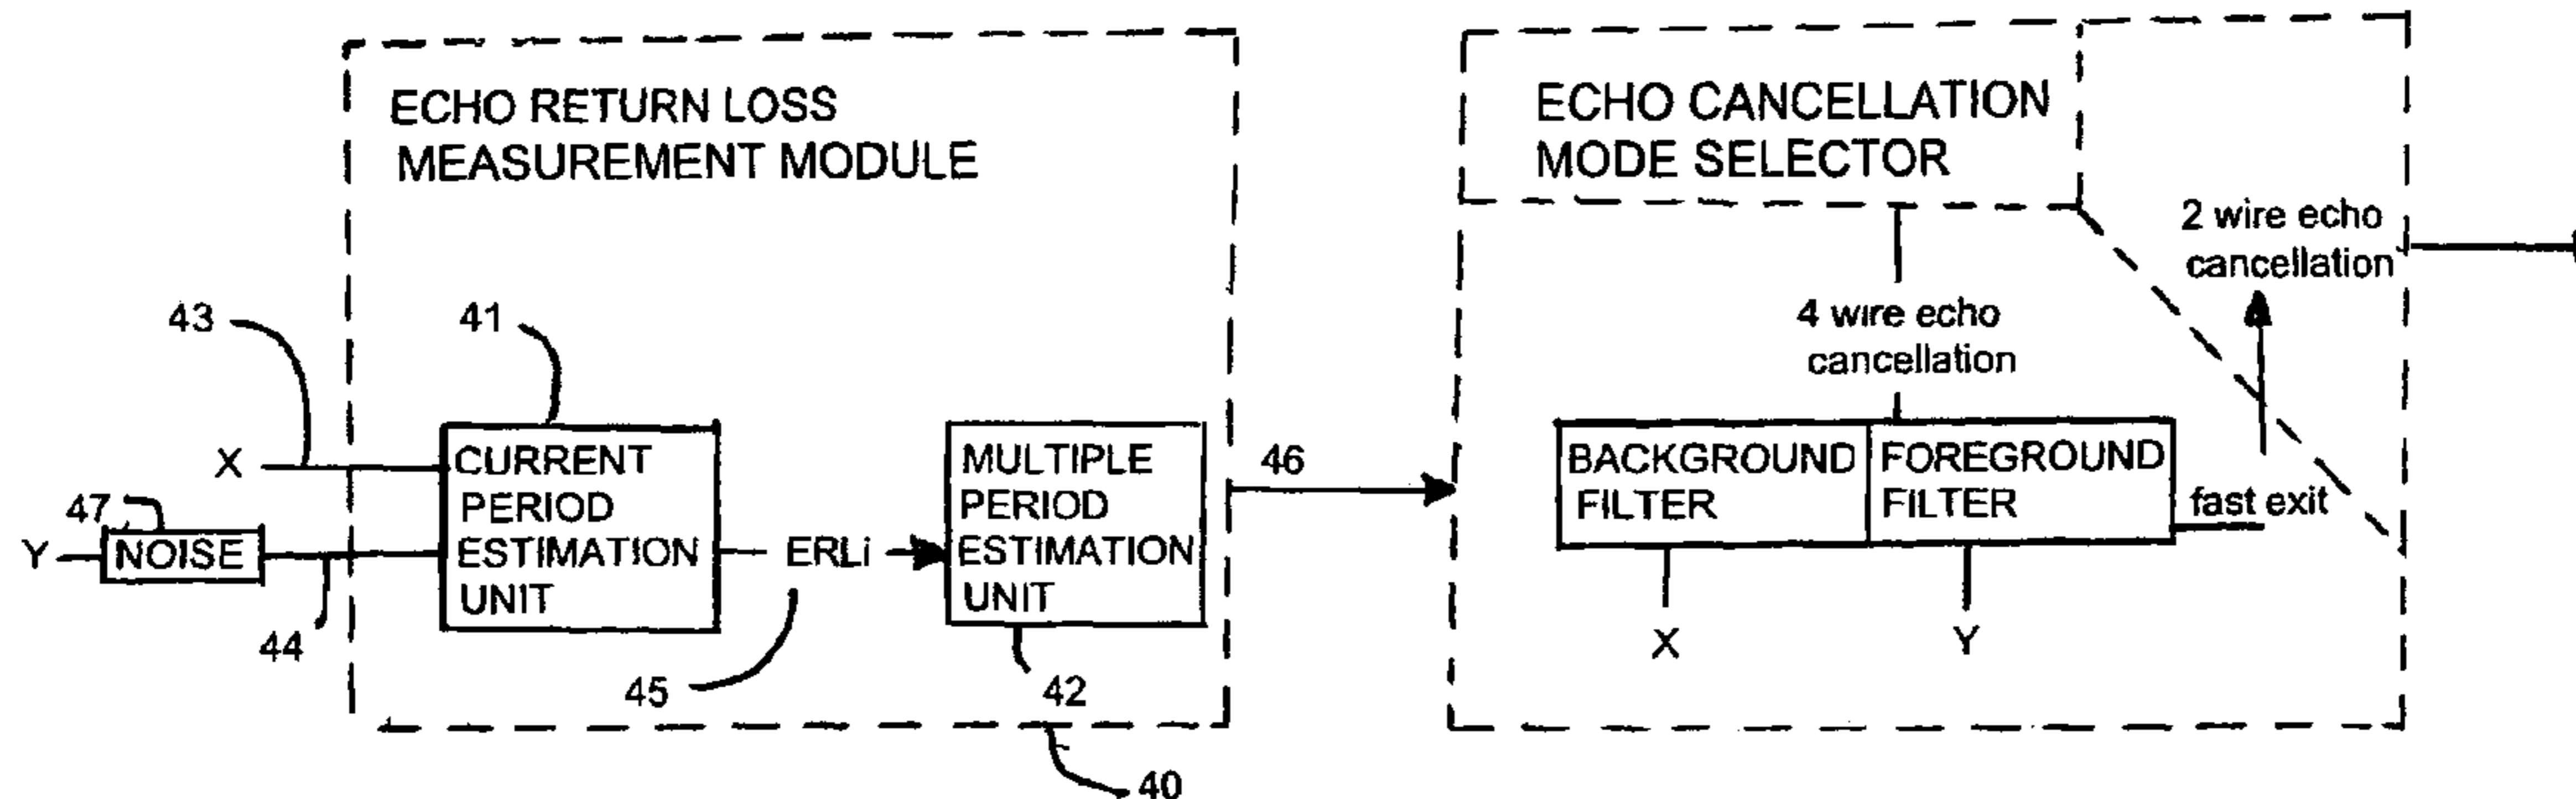 ECHO RETURN LOSS
MEASUREMENT MODULE
43
41
X
47
Y
NOISE
44
CURRENT
PERIOD
ESTIMATION
UNIT
ERLi
45
MULTIPLE
PERIOD
ESTIMATION
UNIT
42
40
46
ECHO CANCELLATION
MODE SELECTOR
2 wire echo
cancellation
4 wire echo
cancellation
BACKGROUND
FILTER
FOREGROUND
FILTER
fast exit
X
Y